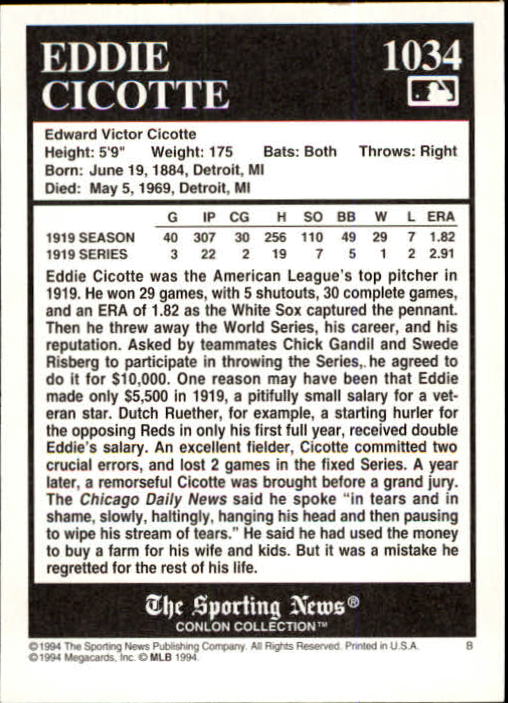 EDDIE 1034
CICOTTE
Edward Victor Cicotte
Height: 5'9" Weight: 175 Bats: Both Throws: Right
Born: June 19, 1884, Detroit, MI
Died: May 5, 1969, Detroit, MI
G IP CG H SO BB W L ERA
1919 SEASON 40 307 30 256 110 49 29 7 1.82
1919 SERIES 3 22 2 19 7 5 1 2 2.91
Eddie Cicotte was the American League's top pitcher in
1919. He won 29 games, with 5 shutouts, 30 complete games,
and an ERA of 1.82 as the White Sox captured the pennant.
Then he threw away the World Series, his career, and his
reputation. Asked by teammates Chick Gandil and Swede
Risberg to participate in throwing the Series, he agreed to
do it for $10,000. One reason may have been that Eddie
made only $5,500 in 1919, a pitifully small salary for a vet-
eran star. Dutch Ruether, for example, a starting hurler for
the opposing Reds in only his first full year, received double
Eddie's salary. An excellent fielder, Cicotte committed two
crucial errors, and lost 2 games in the fixed Series. A year
later, a remorseful Cicotte was brought before a grand jury.
The Chicago Daily News said he spoke "in tears and in
shame, slowly, haltingly, hanging his head and then pausing
to wipe his stream of tears." He said he had used the money
to buy a farm for his wife and kids. But it was a mistake he
regretted for the rest of his life.
The Sporting News®
CONLON COLLECTION™
©1994 The Sporting News Publishing Company. All Rights Reserved. Printed in U.S.A. B
©1994 Megacards, Inc. © MLB 1994.